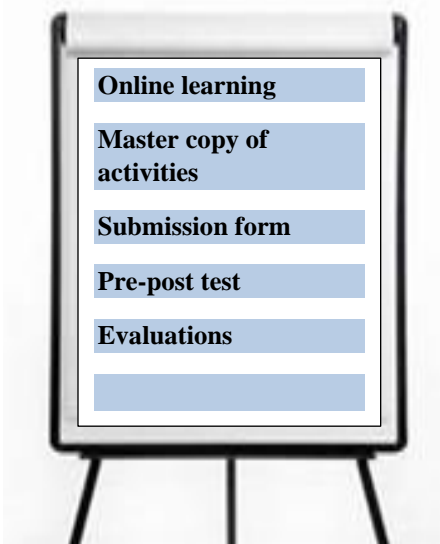 Online learning
Master copy of
activities
Submission form
Pre-post test
Evaluations